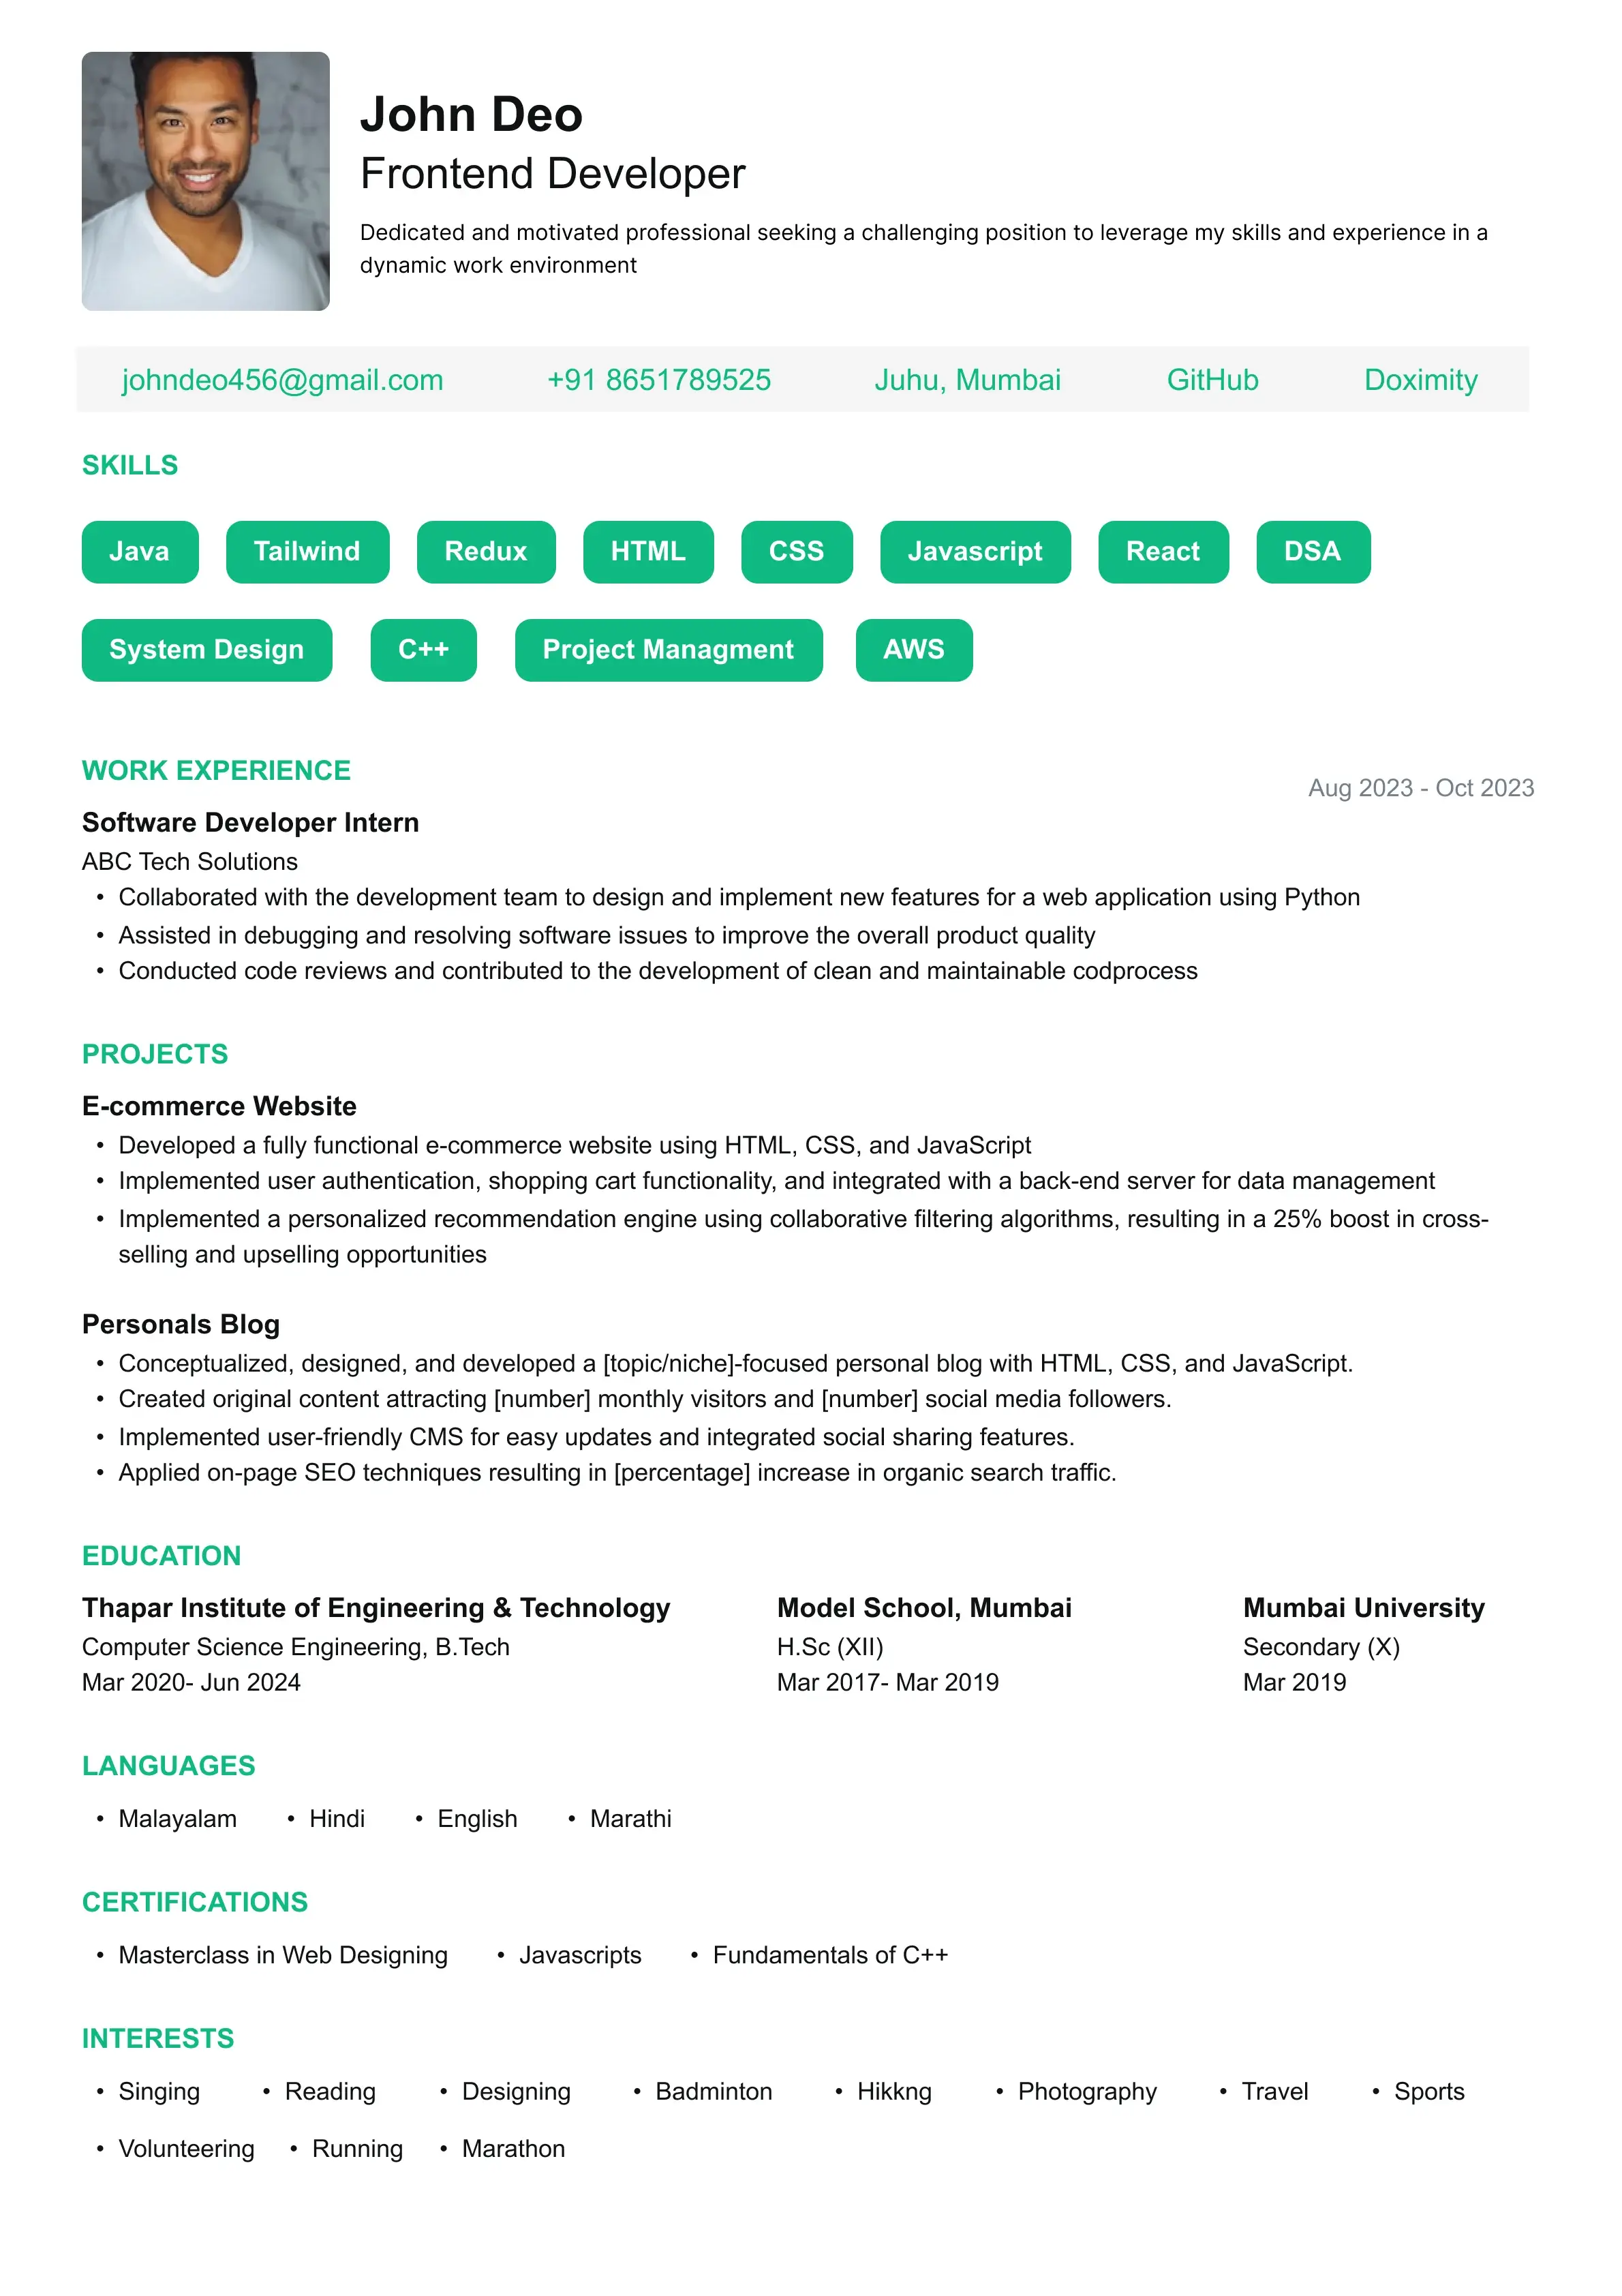 John Deo
Frontend Developer
Dedicated and motivated professional seeking a challenging position to leverage my skills and experience in a
dynamic work environment
johndeo456@gmail.com +91 8651789525 Juhu, Mumbai GitHub Doximity
SKILLS
Java Tailwind Redux HTML CSS Javascript React DSA
System Design C++ Project Managment AWS
WORK EXPERIENCE
Aug 2023 - Oct 2023
Software Developer Intern
ABC Tech Solutions
• Collaborated with the development team to design and implement new features for a web application using Python
• Assisted in debugging and resolving software issues to improve the overall product quality
• Conducted code reviews and contributed to the development of clean and maintainable codprocess
PROJECTS
E-commerce Website
• Developed a fully functional e-commerce website using HTML, CSS, and JavaScript
• Implemented user authentication, shopping cart functionality, and integrated with a back-end server for data management
• Implemented a personalized recommendation engine using collaborative filtering algorithms, resulting in a 25% boost in cross-
selling and upselling opportunities
Personals Blog
• Conceptualized, designed, and developed a [topic/niche]-focused personal blog with HTML, CSS, and JavaScript.
• Created original content attracting [number] monthly visitors and [number] social media followers.
• Implemented user-friendly CMS for easy updates and integrated social sharing features.
• Applied on-page SEO techniques resulting in [percentage] increase in organic search traffic.
EDUCATION
Thapar Institute of Engineering & Technology Model School, Mumbai Mumbai University
Computer Science Engineering, B.Tech H.Sc (XII) Secondary (X)
Mar 2020- Jun 2024 Mar 2017- Mar 2019 Mar 2019
LANGUAGES
• Malayalam • Hindi • English • Marathi
CERTIFICATIONS
• Masterclass in Web Designing • Javascripts • Fundamentals of C++
INTERESTS
• Singing • Reading • Designing • Badminton • Hikkng • Photography • Travel • Sports
• Volunteering • Running • Marathon